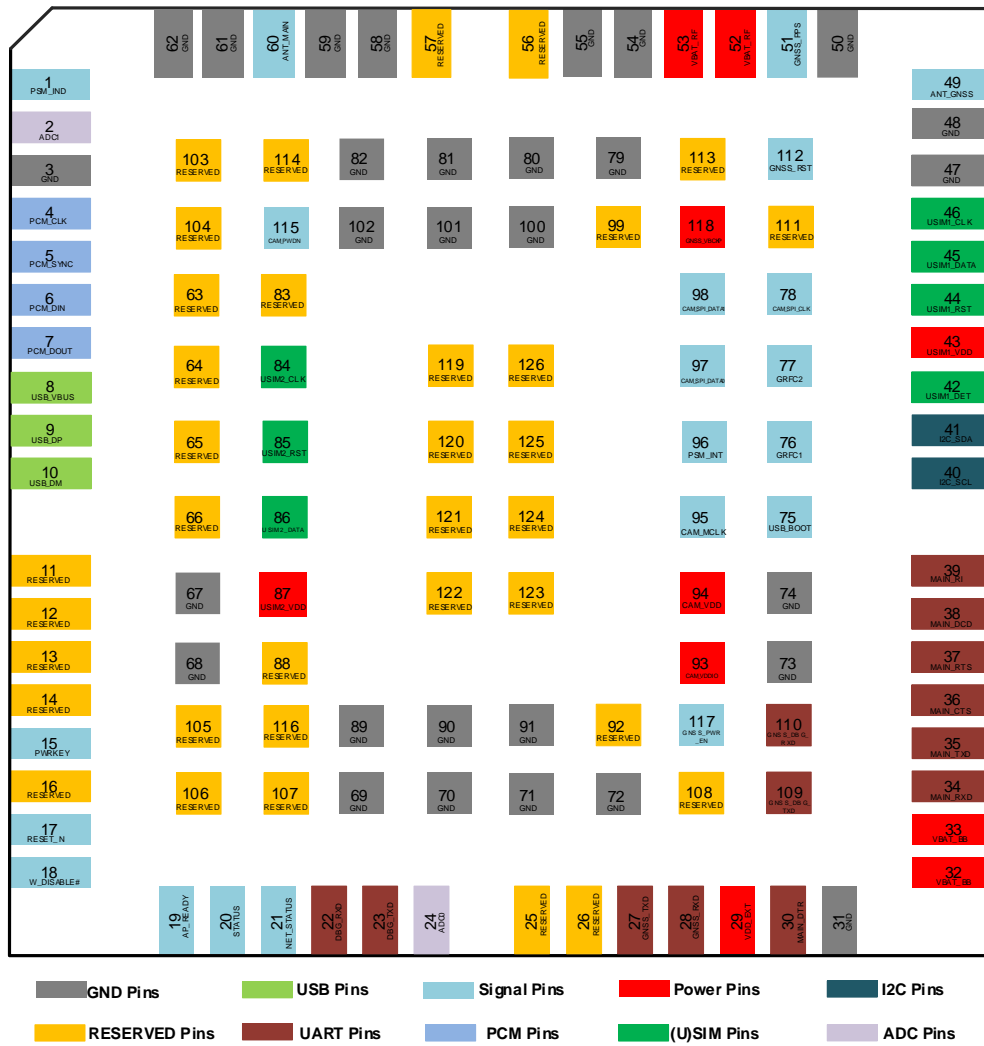 62
GND
61
GND
60
ANT_MAIN
59
GND
58
GND
57
RESERVED
56
RESERVED
55
GND
54
GND
53
VBAT_RF
52
VBAT_RF
51
GNSS_PPS
50
GND
1
PSM_IND
2
ADC1
3
GND
4
PCM_CLK
5
PCM_SYNC
6
PCM_DIN
7
PCM_DOUT
8
USB_VBUS
9
USB_DP
10
USB_DM
11
RESERVED
12
RESERVED
13
RESERVED
14
RESERVED
15
PWRKEY
16
RESERVED
17
RESET_N
18
W_DISABLE#
103
RESERVED
114
RESERVED
82
GND
81
GND
80
GND
79
GND
113
RESERVED
112
GNSS_RST
104
RESERVED
115
CAM_PWDN
102
GND
101
GND
100
GND
99
RESERVED
118
GNSS_VBCKP
111
RESERVED
63
RESERVED
83
RESERVED
98
78
CAM_SPI_CLK
64
RESERVED
84
USIM2_CLK
119
RESERVED
126
RESERVED
97
77
GRFC2
65
RESERVED
85
USIM2_RST
120
RESERVED
125
RESERVED
96
PSM_INT
76
GRFC1
66
RESERVED
86
USIM2_DATA
121
RESERVED
124
RESERVED
95
CAM_MCLK
75
USB_BOOT
67
GND
87
USIM2_VDD
122
RESERVED
123
RESERVED
94
CAM_VDD
74
GND
68
GND
88
RESERVED
93
CAM_VDDIO
73
GND
105
RESERVED
116
RESERVED
89
GND
90
GND
91
GND
92
RESERVED
117
GNSS_PWR
_EN
110
GNSS_DBG_
RXD
106
RESERVED
107
RESERVED
69
GND
70
GND
71
GND
72
GND
108
RESERVED
109
GNSS_DBG_
TXD
49
ANT_GNSS
48
GND
47
GND
46
USIM1_CLK
45
USIM1_DATA
44
USIM1_RST
43
USIM1_VDD
42
USIM1_DET
41
I2C_SDA
40
I2C_SCL
39
MAIN_RI
38
MAIN_DCD
37
MAIN_RTS
36
MAIN_CTS
35
MAIN_TXD
34
MAIN_RXD
33
VBAT_BB
32
VBAT_BB
19
AP_READY
20
STATUS
21
NET_STATUS
22
DBG_RXD
23
DBG_TXD
24
ADC0
25
RESERVED
26
RESERVED
27
GNSS_TXD
28
GNSS_RXD
29
VDD_EXT
30
MAIN_DTR
31
GND
GND Pins
USB Pins
Signal Pins
Power Pins
I2C Pins
RESERVED Pins
UART Pins
PCM Pins
(U)SIM Pins
ADC Pins